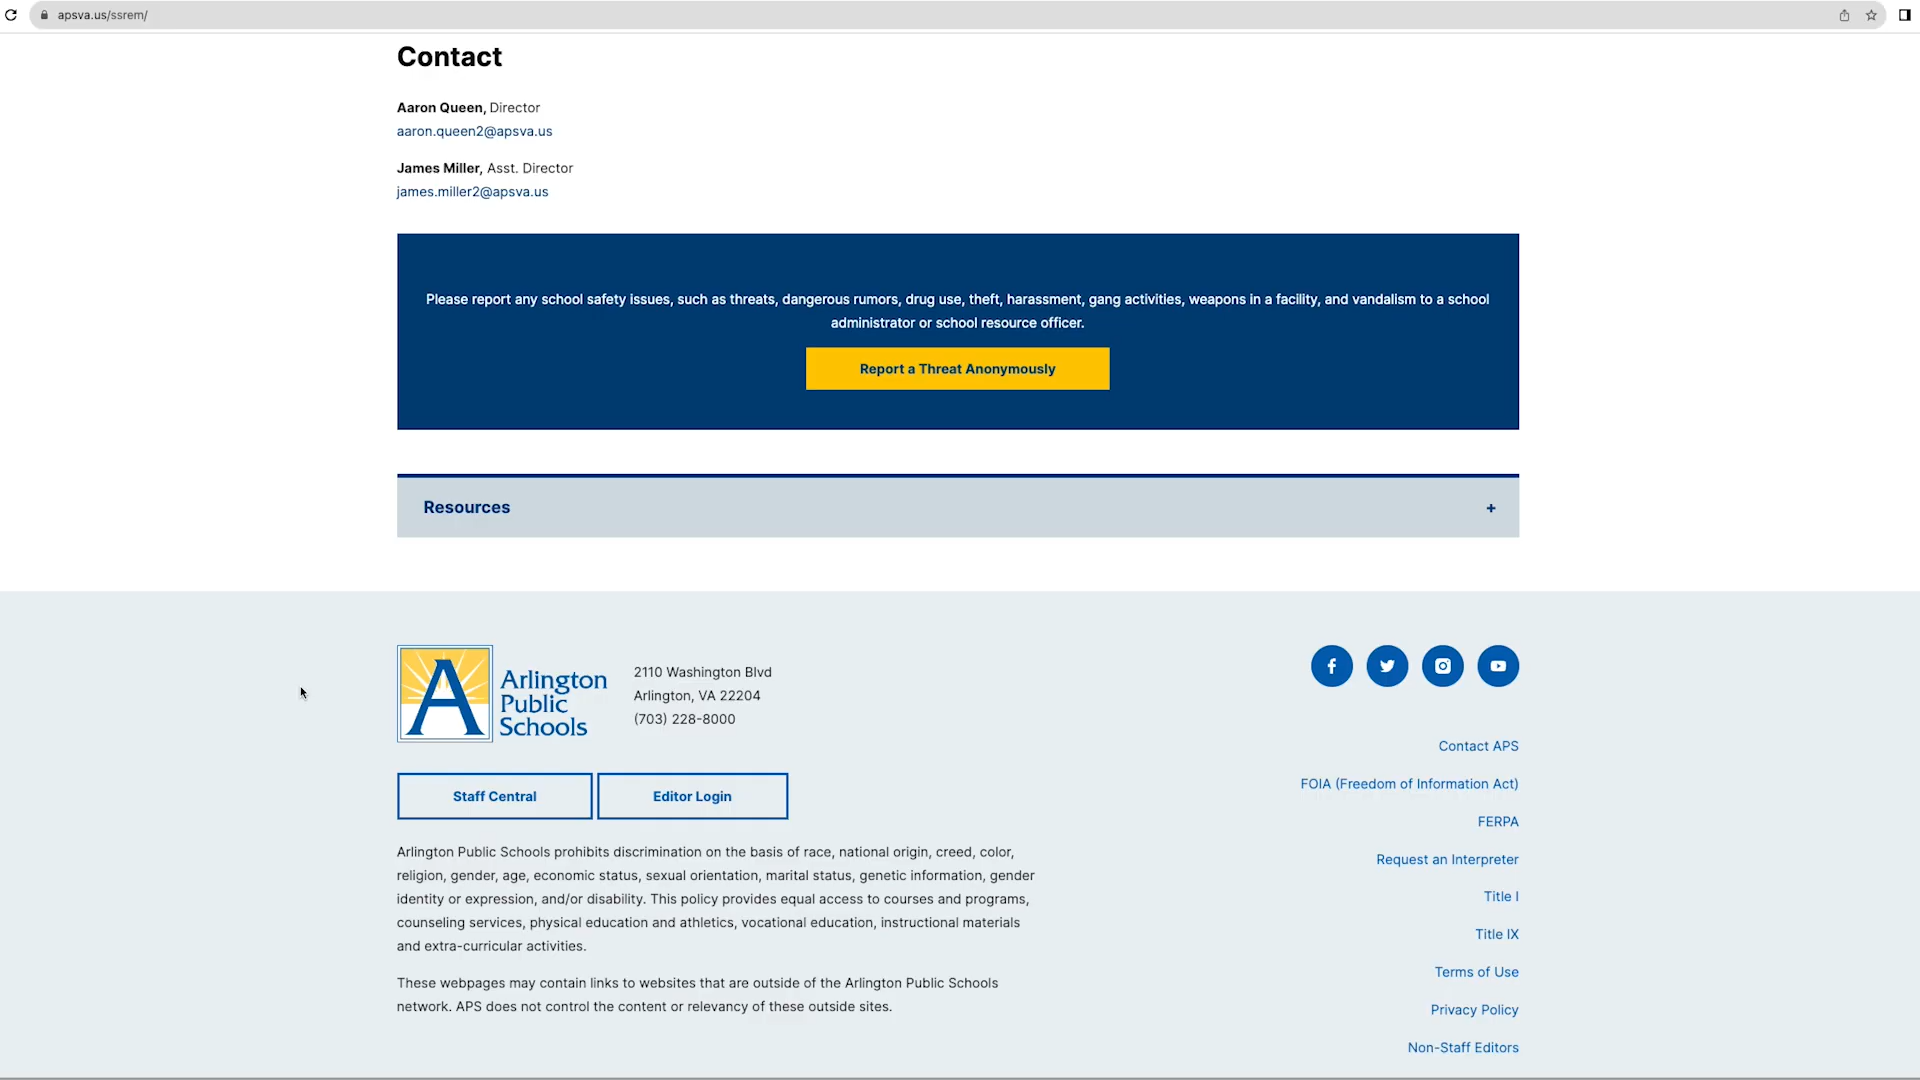 apsva.us/ssrem/
Contact
Aaron Queen, Director
aaron.queen2@apsva.us
James Miller, Asst. Director
james.miller2@apsva.us
Please report any school safety issues, such as threats, dangerous rumors, drug use, theft, harassment, gang activities, weapons in a facility, and vandalism to a school
administrator or school resource officer.
Report a Threat Anonymously
Resources +
A
Arlington
Public
Schools
2110 Washington Blvd
Arlington, VA 22204
(703) 228-8000
Staff Central
Editor Login
Arlington Public Schools prohibits discrimination on the basis of race, national origin, creed, color,
religion, gender, age, economic status, sexual orientation, marital status, genetic information, gender
identity or expression, and/or disability. This policy provides equal access to courses and programs,
counseling services, physical education and athletics, vocational education, instructional materials
and extra-curricular activities.
These webpages may contain links to websites that are outside of the Arlington Public Schools
network. APS does not control the content or relevancy of these outside sites.
Contact APS
FOIA (Freedom of Information Act)
FERPA
Request an Interpreter
Title I
Title IX
Terms of Use
Privacy Policy
Non-Staff Editors